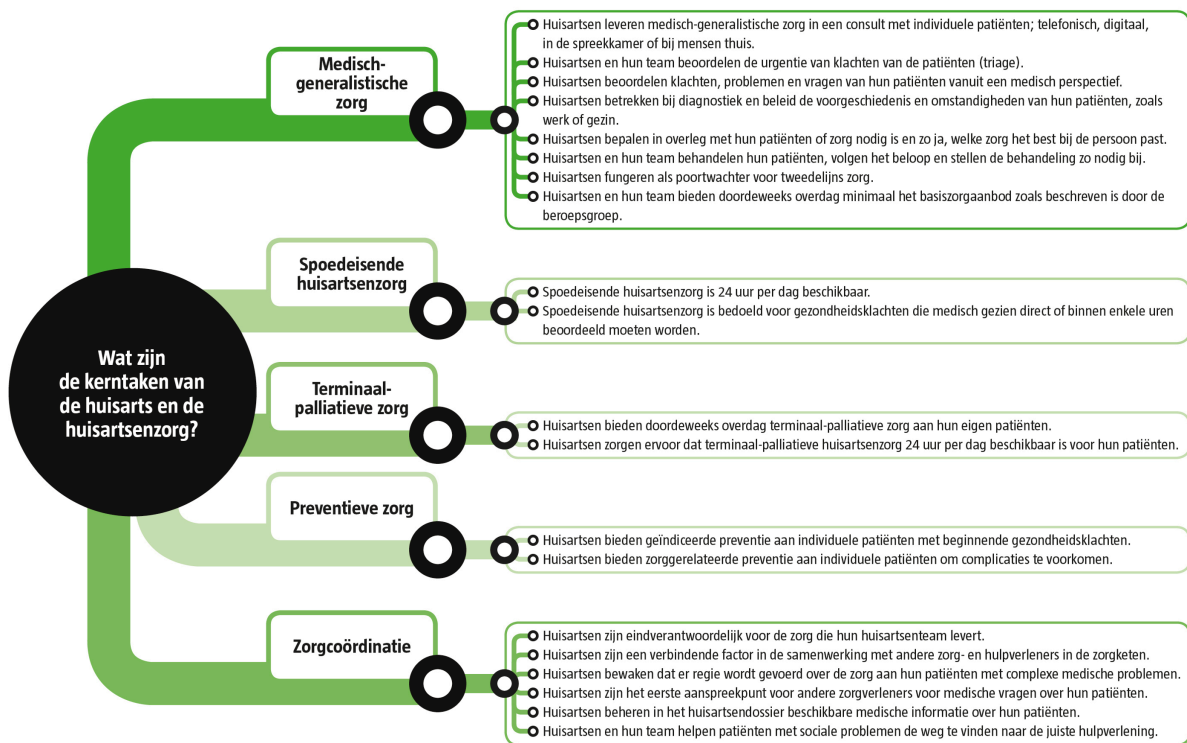 Wat zijn
de kerntaken van
de huisarts en de
huisartsenzorg?
Medisch-
generalistische
zorg
Huisartsen leveren medisch-generalistische zorg in een consult met individuele patiënten; telefonisch, digitaal,
in de spreekkamer of bij mensen thuis.
Huisartsen en hun team beoordelen de urgentie van klachten van de patiënten (triage).
Huisartsen beoordelen klachten, problemen en vragen van hun patiënten vanuit een medisch perspectief.
Huisartsen betrekken bij diagnostiek en beleid de voorgeschiedenis en omstandigheden van hun patiënten, zoals
werk of gezin.
Huisartsen bepalen in overleg met hun patiënten of zorg nodig is en zo ja, welke zorg het best bij de persoon past.
Huisartsen en hun team behandelen hun patiënten, volgen het beloop en stellen de behandeling zo nodig bij.
Huisartsen fungeren als poortwachter voor tweedelijns zorg.
Huisartsen en hun team bieden doordeweeks overdag minimaal het basiszorgaanbod zoals beschreven is door de
beroepsgroep.
Spoedeisende
huisartsenzorg
Spoedeisende huisartsenzorg is 24 uur per dag beschikbaar.
Spoedeisende huisartsenzorg is bedoeld voor gezondheidsklachten die medisch gezien direct of binnen enkele uren
beoordeeld moeten worden.
Terminaal-
palliatieve zorg
Huisartsen bieden doordeweeks overdag terminaal-palliatieve zorg aan hun eigen patiënten.
Huisartsen zorgen ervoor dat terminaal-palliatieve huisartsenzorg 24 uur per dag beschikbaar is voor hun patiënten.
Preventieve zorg
Huisartsen bieden geïndiceerde preventie aan individuele patiënten met beginnende gezondheidsklachten.
Huisartsen bieden zorggerelateerde preventie aan individuele patiënten om complicaties te voorkomen.
Zorgcoördinatie
Huisartsen zijn eindverantwoordelijk voor de zorg die hun huisartsenteam levert.
Huisartsen zijn een verbindende factor in de samenwerking met andere zorg- en hulpverleners in de zorgketen.
Huisartsen bewaken dat er regie wordt gevoerd over de zorg aan hun patiënten met complexe medische problemen.
Huisartsen zijn het eerste aanspreekpunt voor andere zorgverleners voor medische vragen over hun patiënten.
Huisartsen beheren in het huisartsendossier beschikbare medische informatie over hun patiënten.
Huisartsen en hun team helpen patiënten met sociale problemen de weg te vinden naar de juiste hulpverlening.